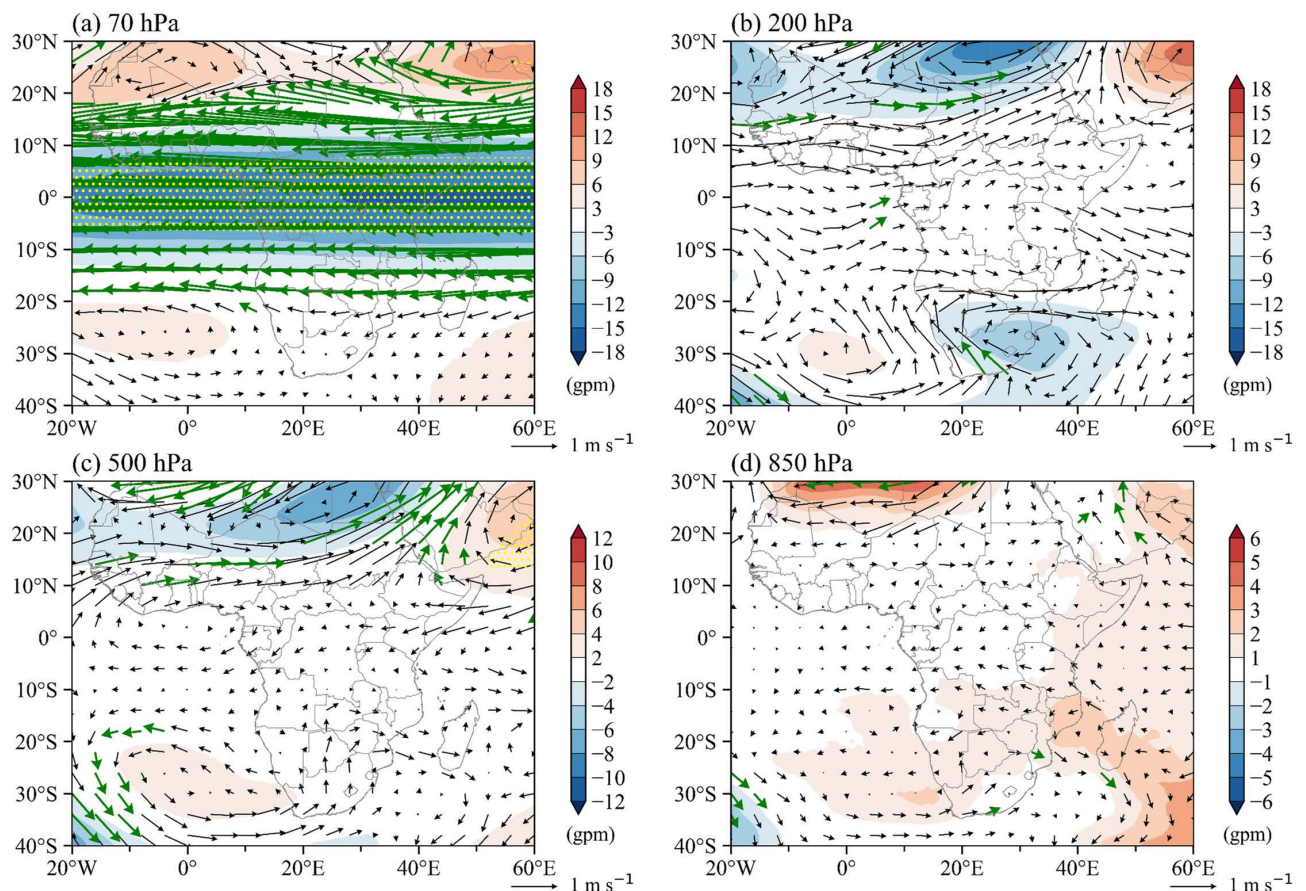 (a) 70 hPa
30°N
20°N
10°N
0°
10°S
20°S
30°S
40°S
20°W 0° 20°E 40°E 60°E
18
15
12
9
6
3
−3
−6
−9
−12
−15
−18
(gpm)
1 m s⁻¹
(b) 200 hPa
30°N
20°N
10°N
0°
10°S
20°S
30°S
40°S
20°W 0° 20°E 40°E 60°E
18
15
12
9
6
3
−3
−6
−9
−12
−15
−18
(gpm)
1 m s⁻¹
(c) 500 hPa
30°N
20°N
10°N
0°
10°S
20°S
30°S
40°S
20°W 0° 20°E 40°E 60°E
12
10
8
6
4
2
−2
−4
−6
−8
−10
−12
(gpm)
1 m s⁻¹
(d) 850 hPa
30°N
20°N
10°N
0°
10°S
20°S
30°S
40°S
20°W 0° 20°E 40°E 60°E
6
5
4
3
2
1
−1
−2
−3
−4
−5
−6
(gpm)
1 m s⁻¹